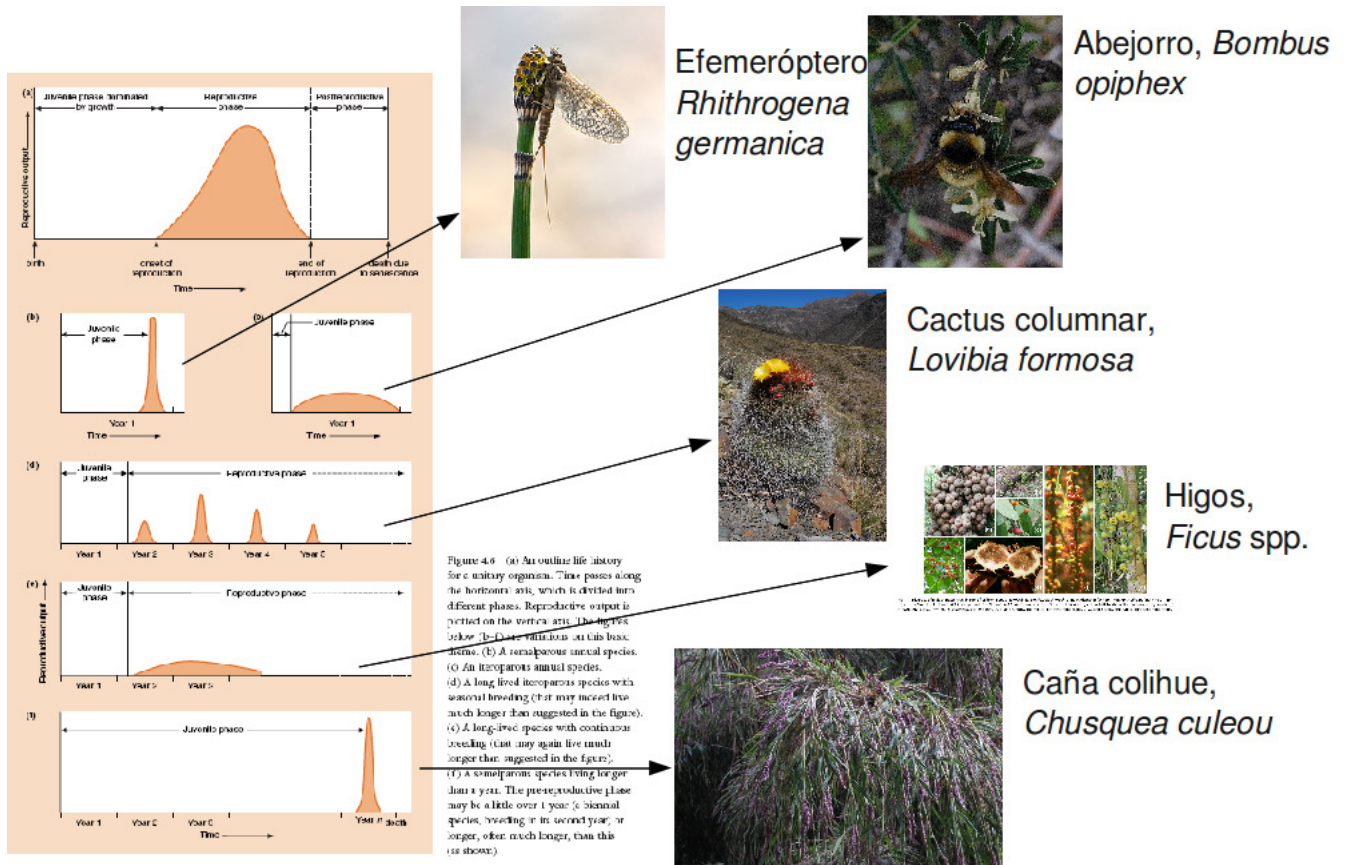 (a)
Juvenile phase dominated
by growth
Reproductive
phase
Postreproductive
phase
Reproductive output
birth
onset of
reproduction
end of
reproduction
death due
to senescence
Time
(b)
Juvenile
phase
Year 1
Time
Juvenile phase
Year 1
Time
(d)
Juvenile
phase
Reproductive phase
Year 1 Year 2 Year 3 Year 4 Year 5
(e)
Juvenile
phase
Reproductive phase
Reproductive output
Year 1 Year 2 Year 3
(f)
Juvenile phase
Year 1 Year 2 Year 3 Year n death
Time
Figure 4.6 (a) An outline life history
for a unitary organism. Time passes along
the horizontal axis, which is divided into
different phases. Reproductive output is
plotted on the vertical axis. The figures
below (b–f) are variations on this basic
theme. (b) A semelparous annual species.
(c) An iteroparous annual species.
(d) A long-lived iteroparous species with
seasonal breeding (that may indeed live
much longer than suggested in the figure).
(e) A long-lived species with continuous
breeding (that may again live much
longer than suggested in the figure).
(f) A semelparous species living longer
than a year. The pre-reproductive phase
may be a little over 1 year (a biennial
species, breeding in its second year) or
longer, often much longer, than this
(as shown).
Efemeróptero
Rhithrogena
germanica
Abejorro, Bombus
opiphex
Cactus columnar,
Lovibia formosa
Higos,
Ficus spp.
Caña colihue,
Chusquea culeou